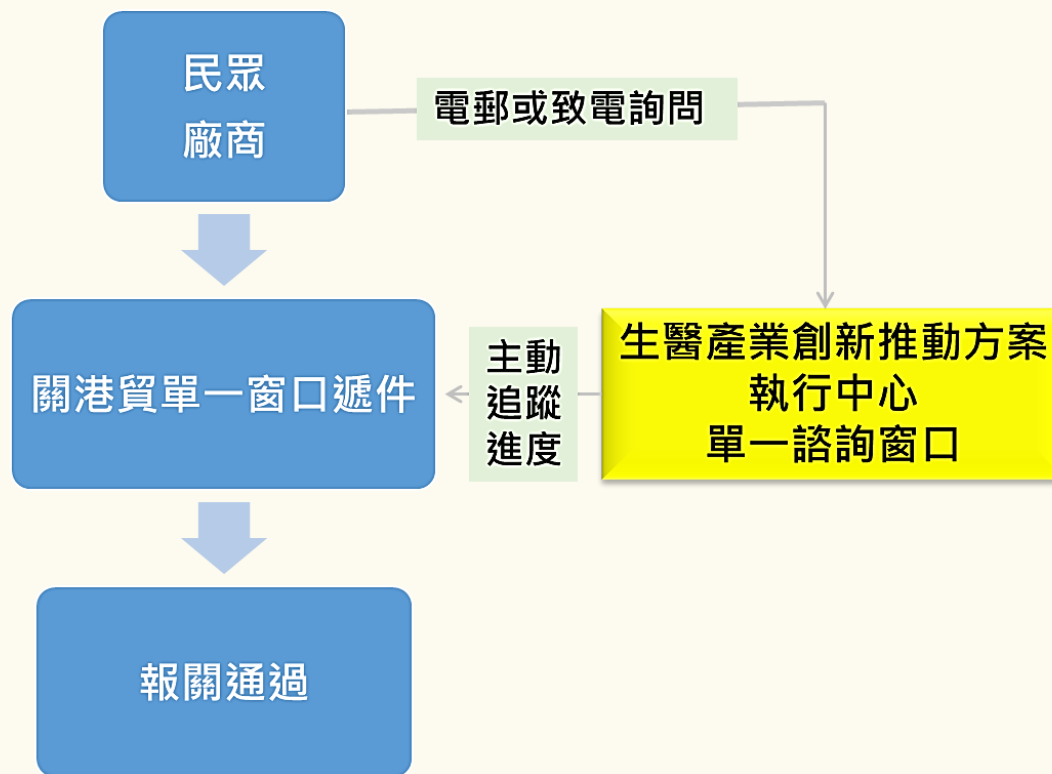 民眾
廠商
電郵或致電詢問
關港貿單一窗口遞件
主動
追蹤
進度
生醫產業創新推動方案
執行中心
單一諮詢窗口
報關通過